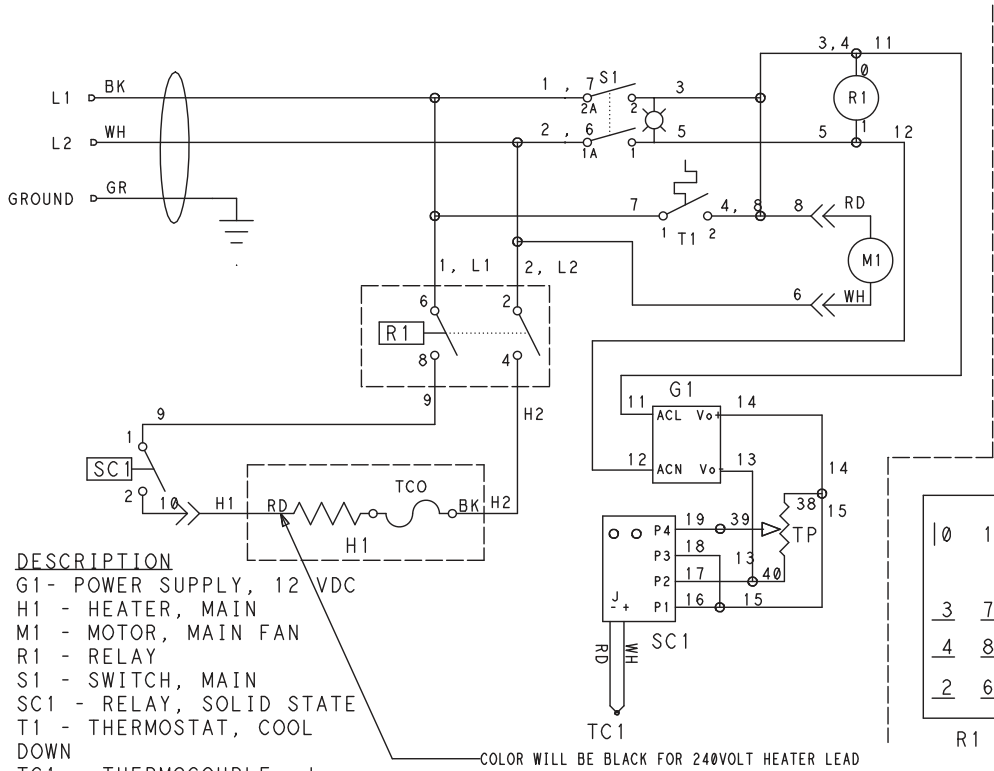 3,4 11
0
R1
1
L1 BK 1 , 7 S1 3
2A 2
L2 WH 2 , 6 5 5 12
1A 1
GROUND GR
7 4, 8 8 RD
1 T1 2
M1
1, L1 2, L2
6 WH
6 2
R1
8 4
9 H2
9
1
SC1
2 10 H1 RD TCO BK H2
H1
G1
11 ACL Vo+ 14
12 ACN Vo- 13
14
38 15
19 39
P4 TP
18
P3 13
17 40
P2
16 15
P1
J
- +
SC1
RD WH
TC1
DESCRIPTION
G1- POWER SUPPLY, 12 VDC
H1 - HEATER, MAIN
M1 - MOTOR, MAIN FAN
R1 - RELAY
S1 - SWITCH, MAIN
SC1 - RELAY, SOLID STATE
T1 - THERMOSTAT, COOL
DOWN
TC1 - THERMOCOUPLE, J
COLOR WILL BE BLACK FOR 240VOLT HEATER LEAD
0 1
3 7
4 8
2 6
R1